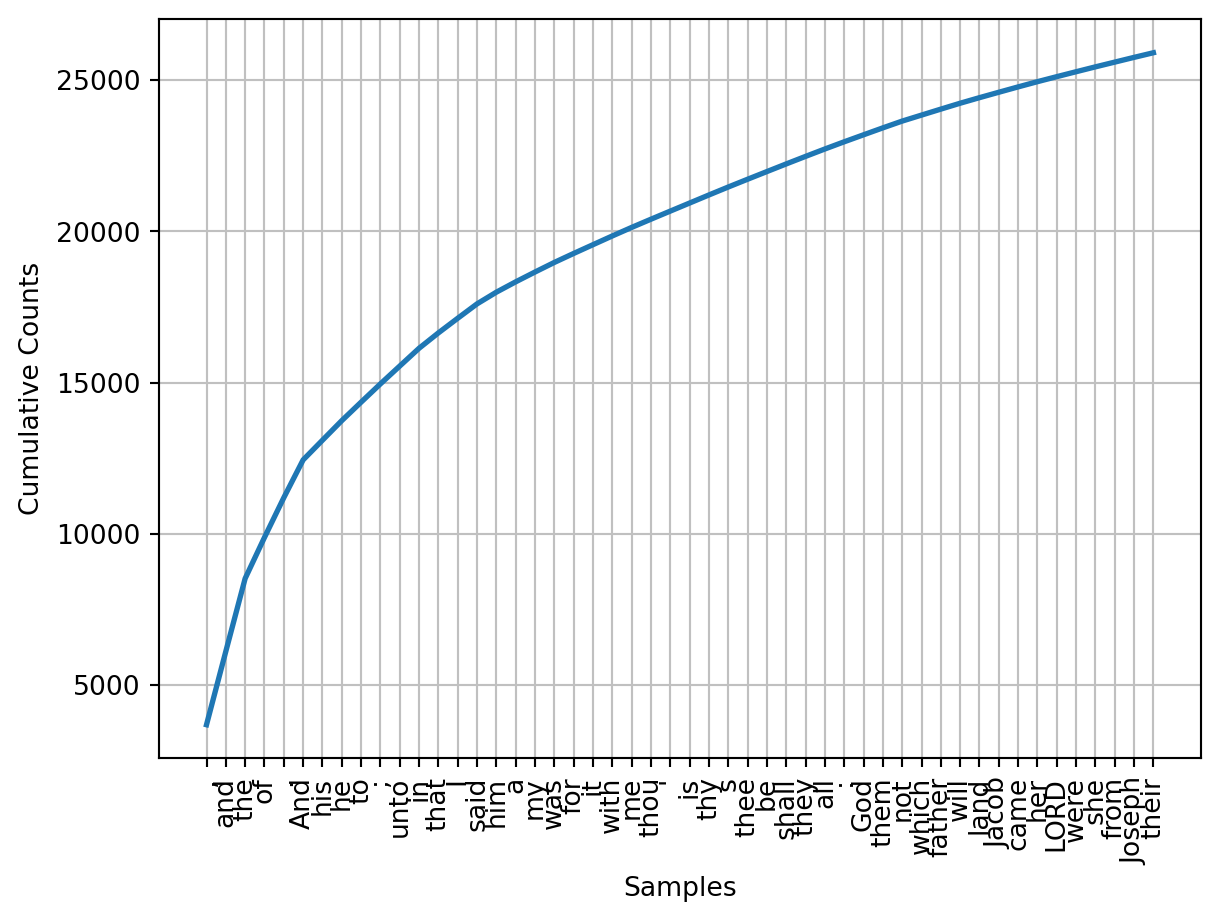 25000
20000
15000
10000
5000
Cumulative Counts
,
and
the
of
.
And
his
he
to
;
unto
in
that
I
said
him
a
my
was
for
it
with
me
thou
'
is
thy
s
thee
be
shall
they
all
:
God
them
not
which
father
will
land
Jacob
came
her
LORD
were
she
from
Joseph
their
Samples